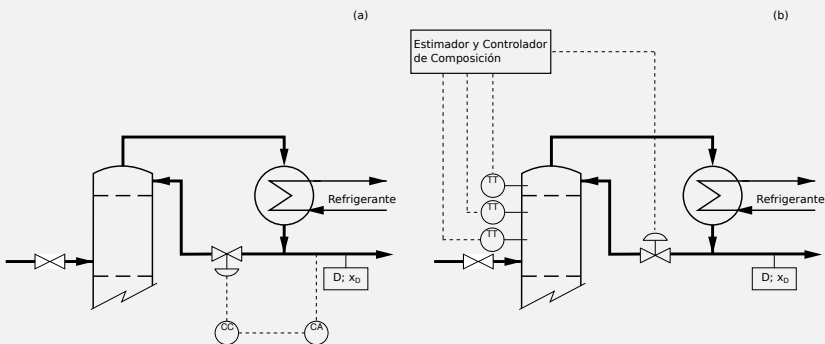 (a)
Refrigerante
D; xD
CC
CA
(b)
Estimador y Controlador
de Composición
TT
TT
TT
Refrigerante
D; xD